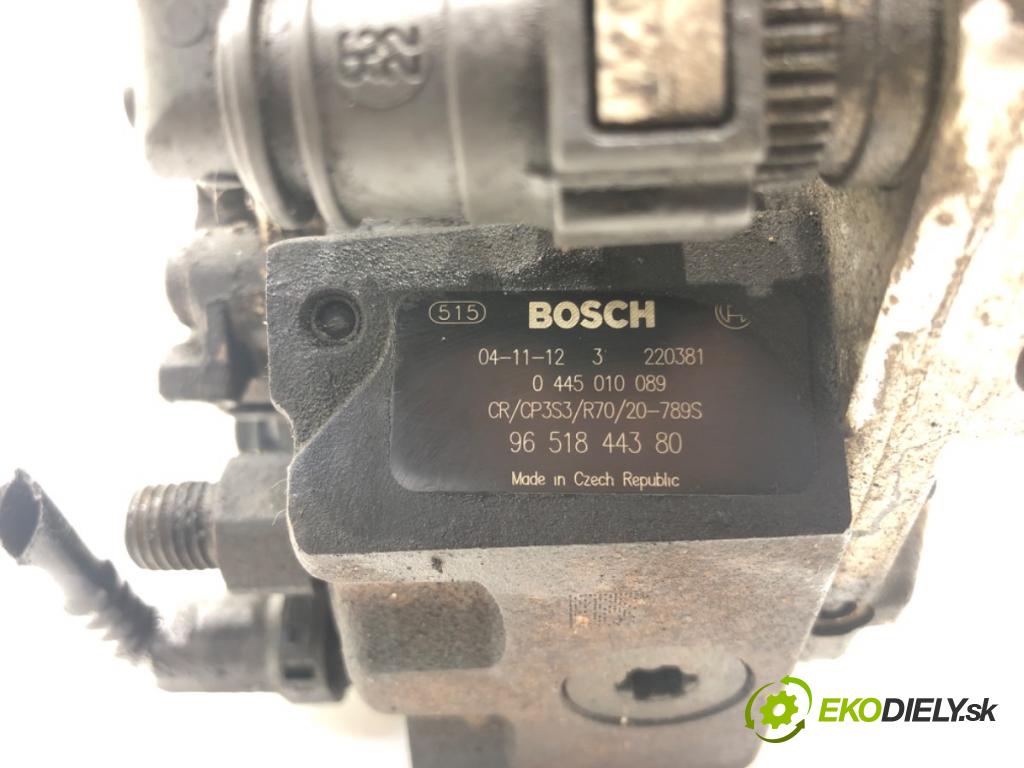 515 BOSCH
04-11-12 3 220381
0 445 010 089
CR/CP3S3/R70/20-789S
96 518 443 80
Made in Czech Republic
EKODIELY.sk